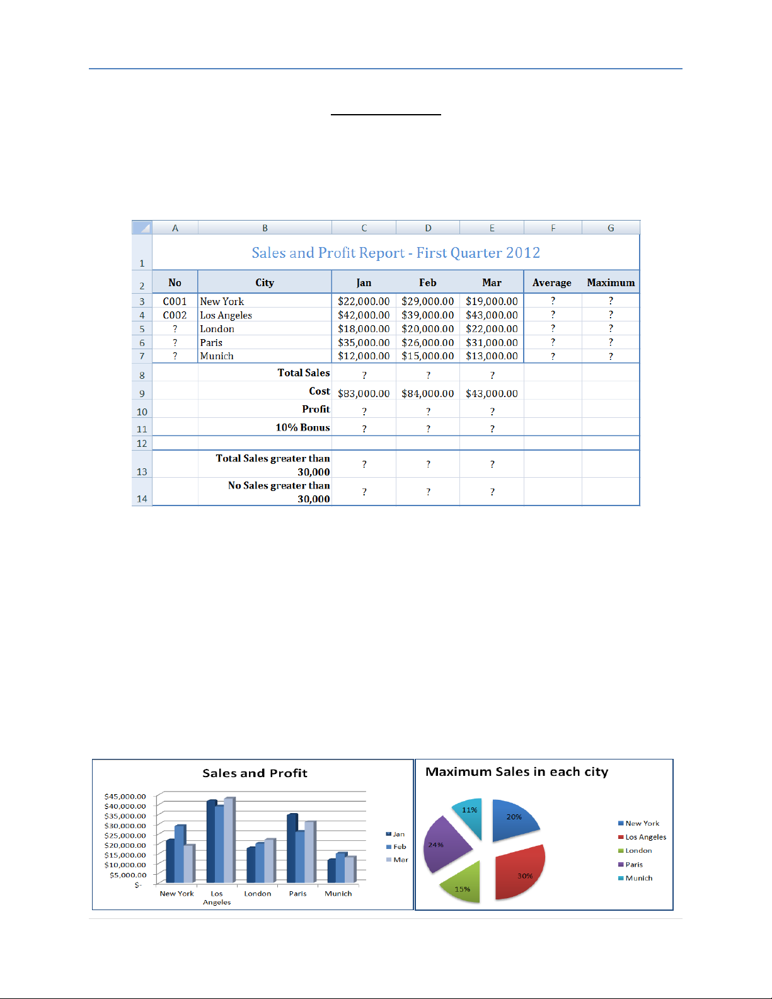 A B C D E F G
1 Sales and Profit Report - First Quarter 2012
2 No City Jan Feb Mar Average Maximum
3 C001 New York $22,000.00 $29,000.00 $19,000.00 ? ?
4 C002 Los Angeles $42,000.00 $39,000.00 $43,000.00 ? ?
5 ? London $18,000.00 $20,000.00 $22,000.00 ? ?
6 ? Paris $35,000.00 $26,000.00 $31,000.00 ? ?
7 ? Munich $12,000.00 $15,000.00 $13,000.00 ? ?
8 Total Sales ? ? ?
9 Cost $83,000.00 $84,000.00 $43,000.00
10 Profit ? ? ?
11 10% Bonus ? ? ?
12
Total Sales greater than
13 30,000 ? ? ?
No Sales greater than
14 30,000 ? ? ?
Sales and Profit
$45,000.00
$40,000.00
$35,000.00
$30,000.00
$25,000.00
$20,000.00
$15,000.00
$10,000.00
$5,000.00
$-
New York Los Angeles London Paris Munich
Jan
Feb
Mar
Maximum Sales in each city
11%
20%
24%
30%
15%
New York
Los Angeles
London
Paris
Munich